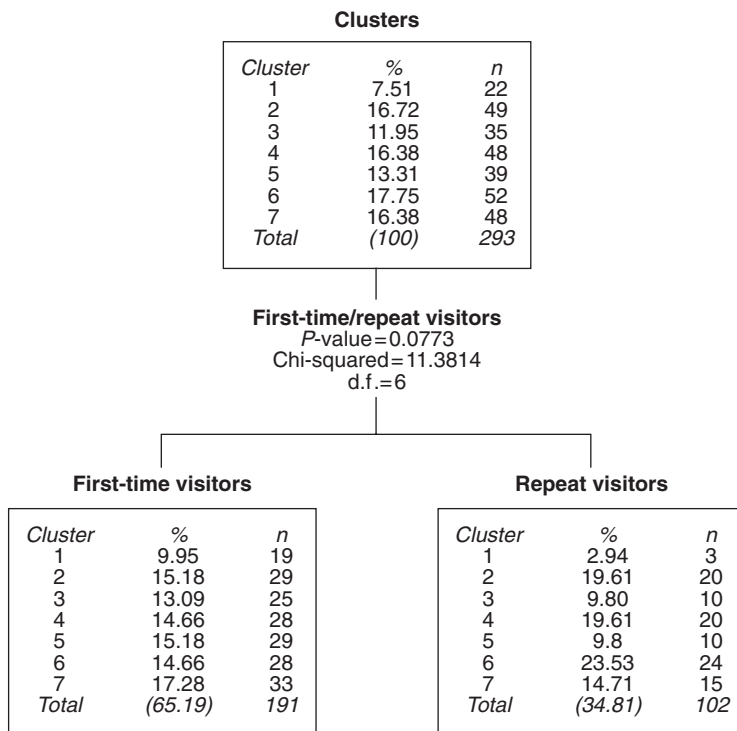 Clusters
Cluster % n
1 7.51 22
2 16.72 49
3 11.95 35
4 16.38 48
5 13.31 39
6 17.75 52
7 16.38 48
Total (100) 293
First-time/repeat visitors
P-value=0.0773
Chi-squared=11.3814
d.f.=6
First-time visitors
Cluster % n
1 9.95 19
2 15.18 29
3 13.09 25
4 14.66 28
5 15.18 29
6 14.66 28
7 17.28 33
Total (65.19) 191
Repeat visitors
Cluster % n
1 2.94 3
2 19.61 20
3 9.80 10
4 19.61 20
5 9.8 10
6 23.53 24
7 14.71 15
Total (34.81) 102